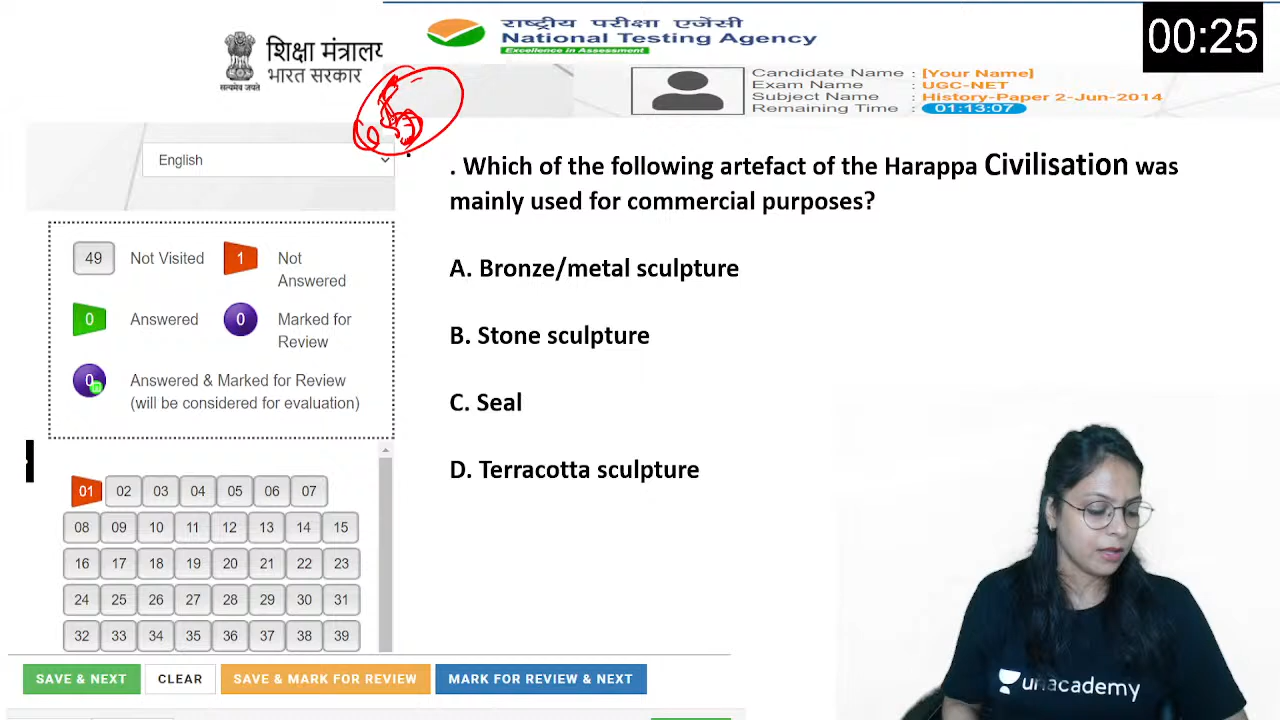 शिक्षा मंत्रालय
भारत सरकार
सत्यमेव जयते
राष्ट्रीय परीक्षा एजेंसी
National Testing Agency
Excellence in Assessment
00:25
Candidate Name : [Your Name]
Exam Name : UGC-NET
Subject Name : History-Paper 2-Jun-2014
Remaining Time : 01:13:07
English
. Which of the following artefact of the Harappa Civilisation was
mainly used for commercial purposes?
A. Bronze/metal sculpture
B. Stone sculpture
C. Seal
D. Terracotta sculpture
49 Not Visited 1 Not
Answered
0 Answered 0 Marked for
Review
0 Answered & Marked for Review
(will be considered for evaluation)
01 02 03 04 05 06 07
08 09 10 11 12 13 14 15
16 17 18 19 20 21 22 23
24 25 26 27 28 29 30 31
32 33 34 35 36 37 38 39
SAVE & NEXT CLEAR SAVE & MARK FOR REVIEW MARK FOR REVIEW & NEXT
unacademy